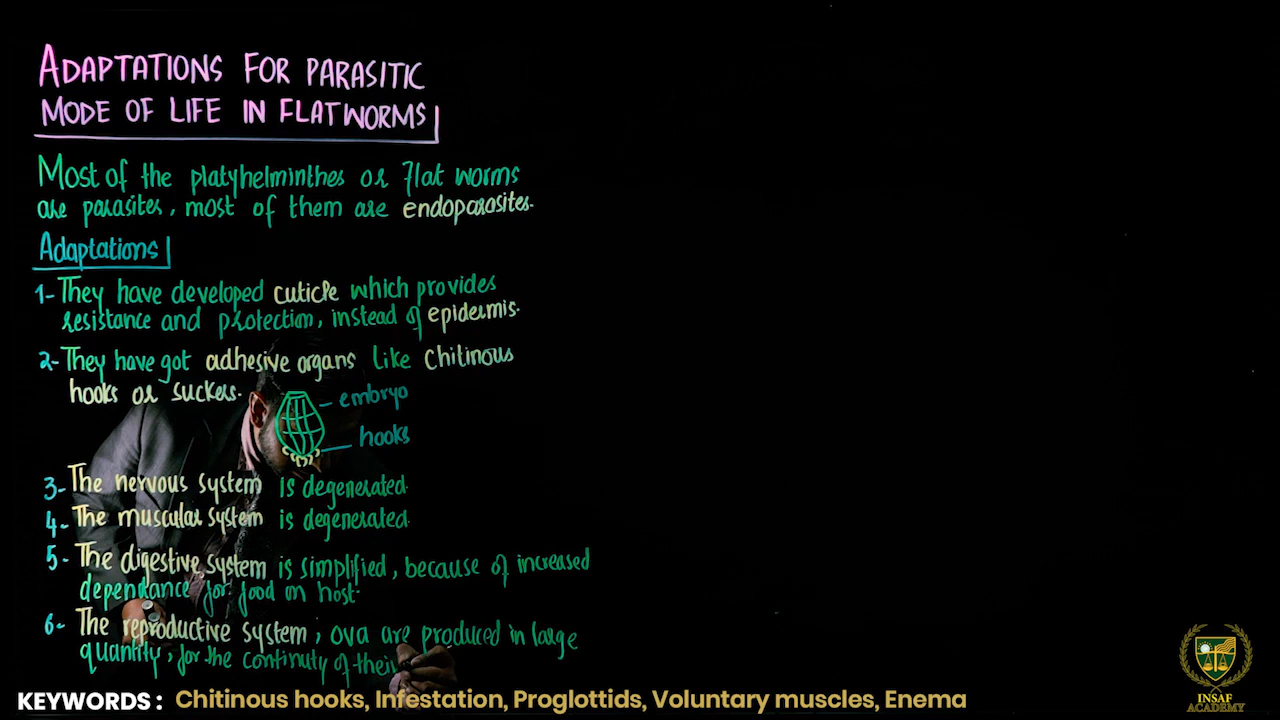 ADAPTATIONS FOR PARASITIC
MODE OF LIFE IN FLATWORMS
Most of the platyhelminthes or flat worms
are parasites, most of them are endoparasites.
Adaptations
1- They have developed cuticle which provides
resistance and protection, instead of epidermis.
2- They have got adhesive organs like chitinous
hooks or suckers.
embryo
hooks
3- The nervous system is degenerated.
4- The muscular system is degenerated.
5- The digestive system is simplified, because of increased
dependance for food on host.
6- The reproductive system, ova are produced in large
quantity, for the continuity of their
KEYWORDS : Chitinous hooks, Infestation, Proglottids, Voluntary muscles, Enema
INSAF
ACADEMY